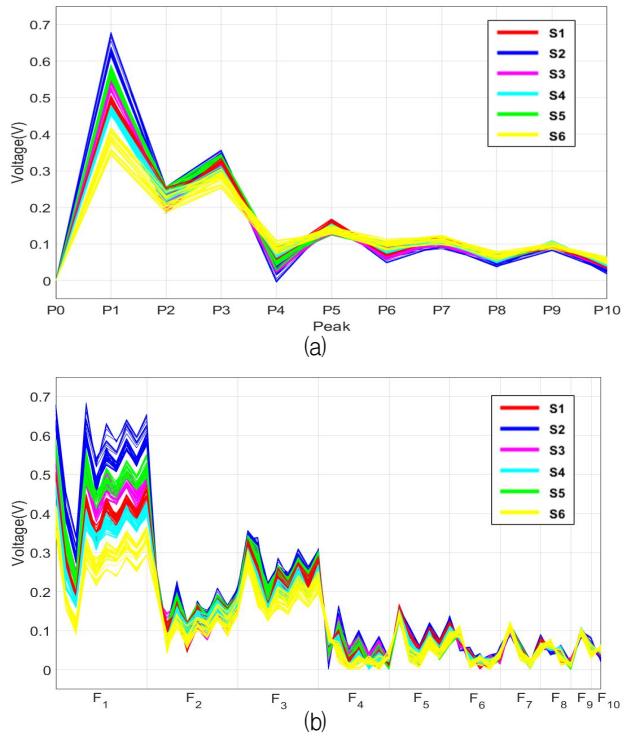 0.7
0.6
0.5
0.4
0.3
0.2
0.1
0
Voltage(V)
S1
S2
S3
S4
S5
S6
P0 P1 P2 P3 P4 P5 P6 P7 P8 P9 P10
Peak
(a)
0.7
0.6
0.5
0.4
0.3
0.2
0.1
0
Voltage(V)
S1
S2
S3
S4
S5
S6
F1 F2 F3 F4 F5 F6 F7 F8 F9 F10
(b)